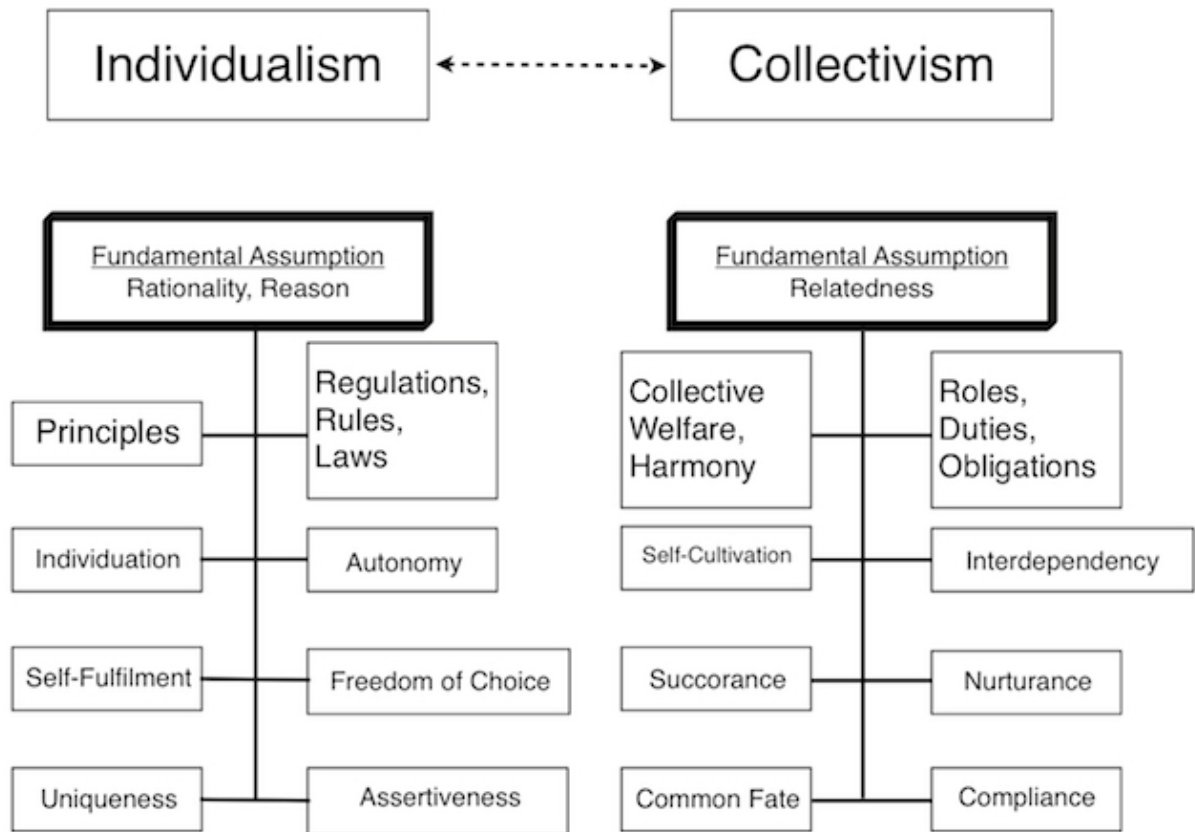 Individualism
Collectivism
Fundamental Assumption
Rationality, Reason
Principles
Regulations,
Rules,
Laws
Individuation
Autonomy
Self-Fulfilment
Freedom of Choice
Uniqueness
Assertiveness
Fundamental Assumption
Relatedness
Collective
Welfare,
Harmony
Roles,
Duties,
Obligations
Self-Cultivation
Interdependency
Succorance
Nurturance
Common Fate
Compliance